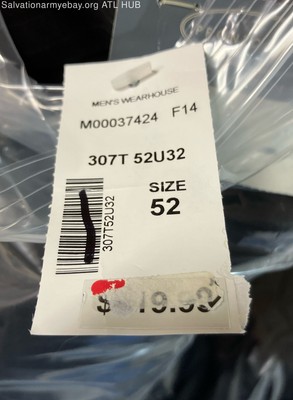 Salvationarmyebay.org ATL HUB
MEN'S WEARHOUSE
M00037424 F14
307T 52U32
SIZE
52
307T52U32